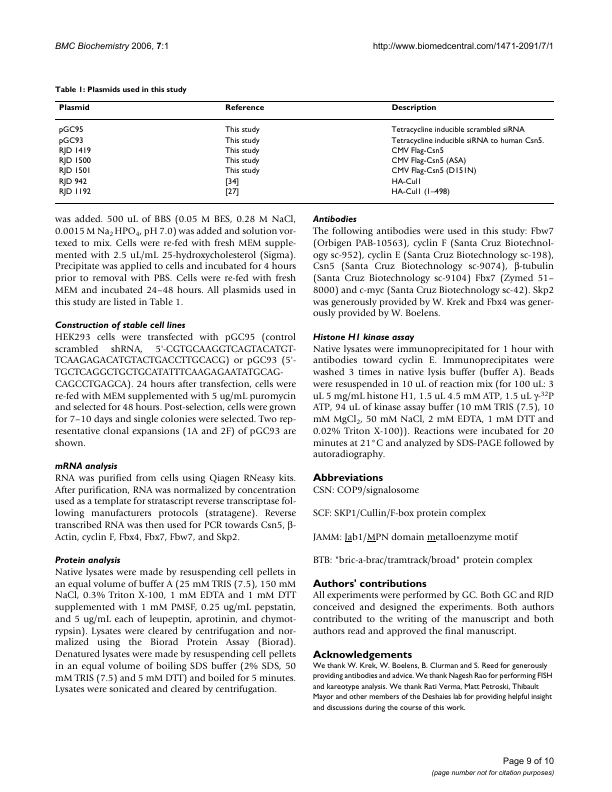 BMC Biochemistry 2006, 7:1
http://www.biomedcentral.com/1471-2091/7/1
Table 1: Plasmids used in this study
Plasmid Reference Description
pGC95 This study Tetracycline inducible scrambled siRNA
pGC93 This study Tetracycline inducible siRNA to human Csn5.
RJD 1419 This study CMV Flag-Csn5
RJD 1500 This study CMV Flag-Csn5 (ASA)
RJD 1501 This study CMV Flag-Csn5 (D151N)
RJD 942 [34] HA-Cul1
RJD 1192 [27] HA-Cul1 (1–498)
was added. 500 uL of BBS (0.05 M BES, 0.28 M NaCl,
0.0015 M Na2 HPO4, pH 7.0) was added and solution vor-
texed to mix. Cells were re-fed with fresh MEM supple-
mented with 2.5 uL/mL 25-hydroxycholesterol (Sigma).
Precipitate was applied to cells and incubated for 4 hours
prior to removal with PBS. Cells were re-fed with fresh
MEM and incubated 24–48 hours. All plasmids used in
this study are listed in Table 1.
Construction of stable cell lines
HEK293 cells were transfected with pGC95 (control
scrambled shRNA, 5'-CGTGCAAGGTCAGTACATGT-
TCAAGAGACATGTACTGACCTTGCACG) or pGC93 (5'-
TGCTCAGGCTGCTGCATATTTCAAGAGAATATGCAG-
CAGCCTGAGCA). 24 hours after transfection, cells were
re-fed with MEM supplemented with 5 ug/mL puromycin
and selected for 48 hours. Post-selection, cells were grown
for 7–10 days and single colonies were selected. Two rep-
resentative clonal expansions (1A and 2F) of pGC93 are
shown.
mRNA analysis
RNA was purified from cells using Qiagen RNeasy kits.
After purification, RNA was normalized by concentration
used as a template for stratascript reverse transcriptase fol-
lowing manufacturers protocols (stratagene). Reverse
transcribed RNA was then used for PCR towards Csn5, β-
Actin, cyclin F, Fbx4, Fbx7, Fbw7, and Skp2.
Protein analysis
Native lysates were made by resuspending cell pellets in
an equal volume of buffer A (25 mM TRIS (7.5), 150 mM
NaCl, 0.3% Triton X-100, 1 mM EDTA and 1 mM DTT
supplemented with 1 mM PMSF, 0.25 ug/mL pepstatin,
and 5 ug/mL each of leupeptin, aprotinin, and chymot-
rypsin). Lysates were cleared by centrifugation and nor-
malized using the Biorad Protein Assay (Biorad).
Denatured lysates were made by resuspending cell pellets
in an equal volume of boiling SDS buffer (2% SDS, 50
mM TRIS (7.5) and 5 mM DTT) and boiled for 5 minutes.
Lysates were sonicated and cleared by centrifugation.
Antibodies
The following antibodies were used in this study: Fbw7
(Orbigen PAB-10563), cyclin F (Santa Cruz Biotechnol-
ogy sc-952), cyclin E (Santa Cruz Biotechnology sc-198),
Csn5 (Santa Cruz Biotechnology sc-9074), β-tubulin
(Santa Cruz Biotechnology sc-9104) Fbx7 (Zymed 51–
8000) and c-myc (Santa Cruz Biotechnology sc-42). Skp2
was generously provided by W. Krek and Fbx4 was gener-
ously provided by W. Boelens.
Histone H1 kinase assay
Native lysates were immunoprecipitated for 1 hour with
antibodies toward cyclin E. Immunoprecipitates were
washed 3 times in native lysis buffer (buffer A). Beads
were resuspended in 10 uL of reaction mix (for 100 uL: 3
uL 5 mg/mL histone H1, 1.5 uL 4.5 mM ATP, 1.5 uL γ-32P
ATP, 94 uL of kinase assay buffer (10 mM TRIS (7.5), 10
mM MgCl2, 50 mM NaCl, 2 mM EDTA, 1 mM DTT and
0.02% Triton X-100)). Reactions were incubated for 20
minutes at 21°C and analyzed by SDS-PAGE followed by
autoradiography.
Abbreviations
CSN: COP9/signalosome
SCF: SKP1/Cullin/F-box protein complex
JAMM: Jab1/MPN domain metalloenzyme motif
BTB: "bric-a-brac/tramtrack/broad" protein complex
Authors' contributions
All experiments were performed by GC. Both GC and RJD
conceived and designed the experiments. Both authors
contributed to the writing of the manuscript and both
authors read and approved the final manuscript.
Acknowledgements
We thank W. Krek, W. Boelens, B. Clurman and S. Reed for generously
providing antibodies and advice. We thank Nagesh Rao for performing FISH
and kareotype analysis. We thank Rati Verma, Matt Petroski, Thibault
Mayor and other members of the Deshaies lab for providing helpful insight
and discussions during the course of this work.
Page 9 of 10
(page number not for citation purposes)